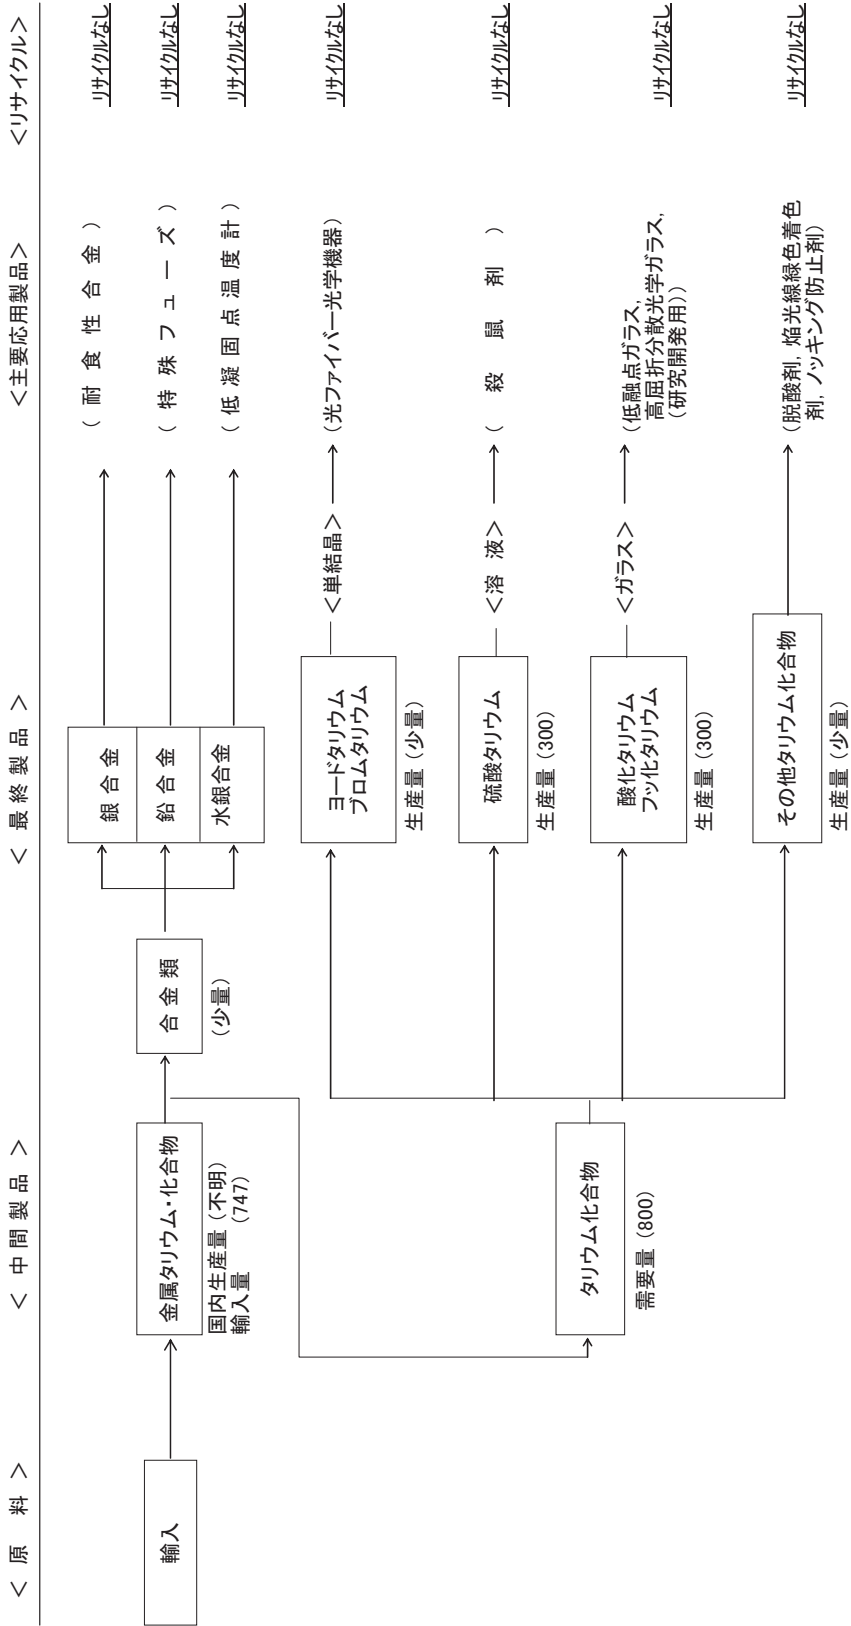 ＜ 原　料 ＞
＜ 中 間 製 品 ＞
＜ 最 終 製 品 ＞
＜主要応用製品＞
＜リサイクル＞
輸入
金属タリウム・化合物
国内生産量（不明）
輸入量　　（747）
合 金 類
（少量）
銀 合 金
（ 耐 食 性 合 金 ）
リサイクルなし
鉛 合 金
（ 特 殊 フ ュ ー ズ ）
リサイクルなし
水銀合金
（ 低 凝 固 点 温 度 計 ）
リサイクルなし
タリウム化合物
需要量（800）
ヨードタリウム
ブロムタリウム
生産量（少量）
＜単結晶＞
（光ファイバー光学機器）
リサイクルなし
硫酸タリウム
生産量（300）
＜溶 液＞
（ 殺 鼠 剤 ）
リサイクルなし
酸化タリウム
フッ化タリウム
生産量（300）
＜ガラス＞
（低融点ガラス,
高屈折分散光学ガラス,
（研究開発用））
リサイクルなし
その他タリウム化合物
生産量（少量）
（脱酸剤, 焔光線緑色着色
剤, ノッキング防止剤）
リサイクルなし